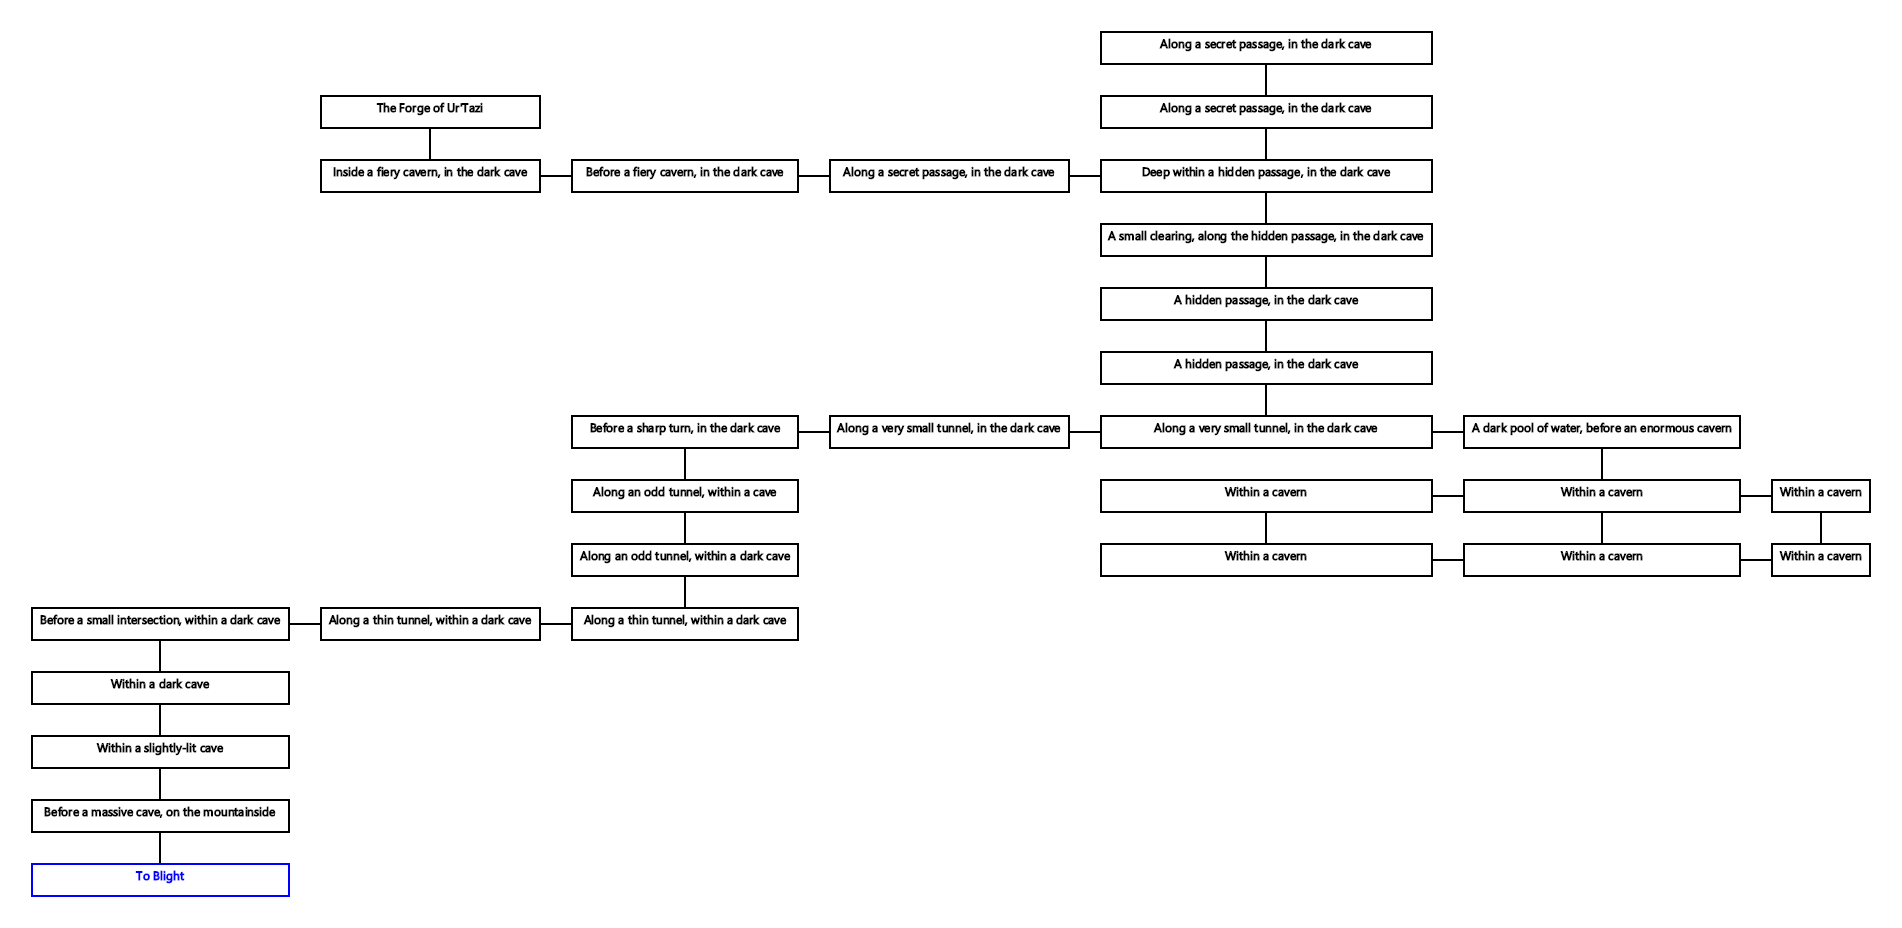 Along a secret passage, in the dark cave
The Forge of Ur'Tazi
Along a secret passage, in the dark cave
Inside a fiery cavern, in the dark cave
Before a fiery cavern, in the dark cave
Along a secret passage, in the dark cave
Deep within a hidden passage, in the dark cave
A small clearing, along the hidden passage, in the dark cave
A hidden passage, in the dark cave
A hidden passage, in the dark cave
Before a sharp turn, in the dark cave
Along a very small tunnel, in the dark cave
Along a very small tunnel, in the dark cave
A dark pool of water, before an enormous cavern
Along an odd tunnel, within a cave
Within a cavern
Within a cavern
Within a cavern
Along an odd tunnel, within a dark cave
Within a cavern
Within a cavern
Within a cavern
Before a small intersection, within a dark cave
Along a thin tunnel, within a dark cave
Along a thin tunnel, within a dark cave
Within a dark cave
Within a slightly-lit cave
Before a massive cave, on the mountainside
To Blight